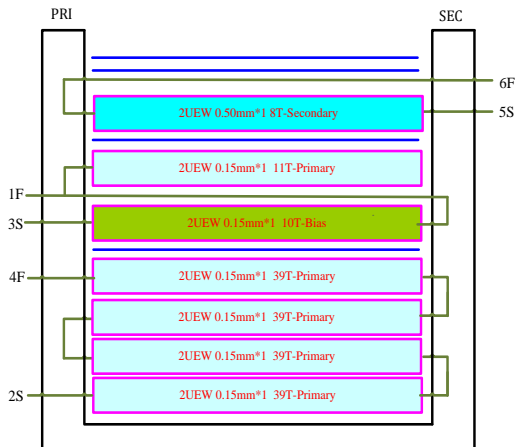 PRI SEC
6F
2UEW 0.50mm*1 8T-Secondary 5S
2UEW 0.15mm*1 11T-Primary
1F
3S 2UEW 0.15mm*1 10T-Bias
4F 2UEW 0.15mm*1 39T-Primary
2UEW 0.15mm*1 39T-Primary
2UEW 0.15mm*1 39T-Primary
2S 2UEW 0.15mm*1 39T-Primary